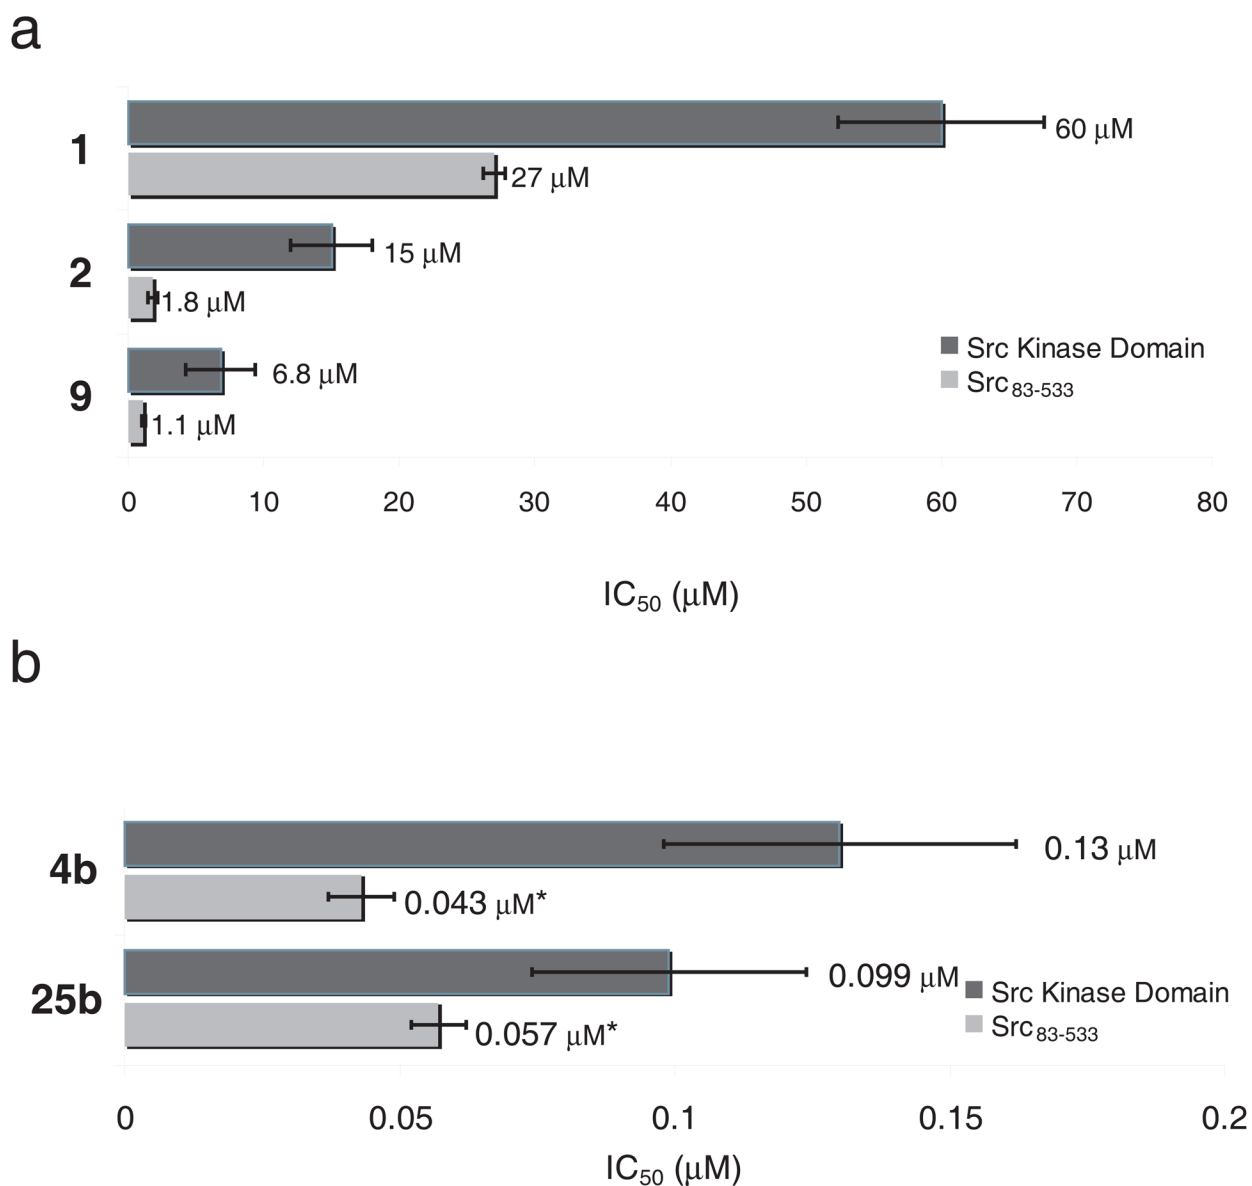 a
1
60 μM
27 μM
2
15 μM
1.8 μM
9
6.8 μM
1.1 μM
Src Kinase Domain
Src83-533
0 10 20 30 40 50 60 70 80
IC50 (μM)
b
4b
0.13 μM
0.043 μM*
25b
0.099 μM
0.057 μM*
Src Kinase Domain
Src83-533
0 0.05 0.1 0.15 0.2
IC50 (μM)